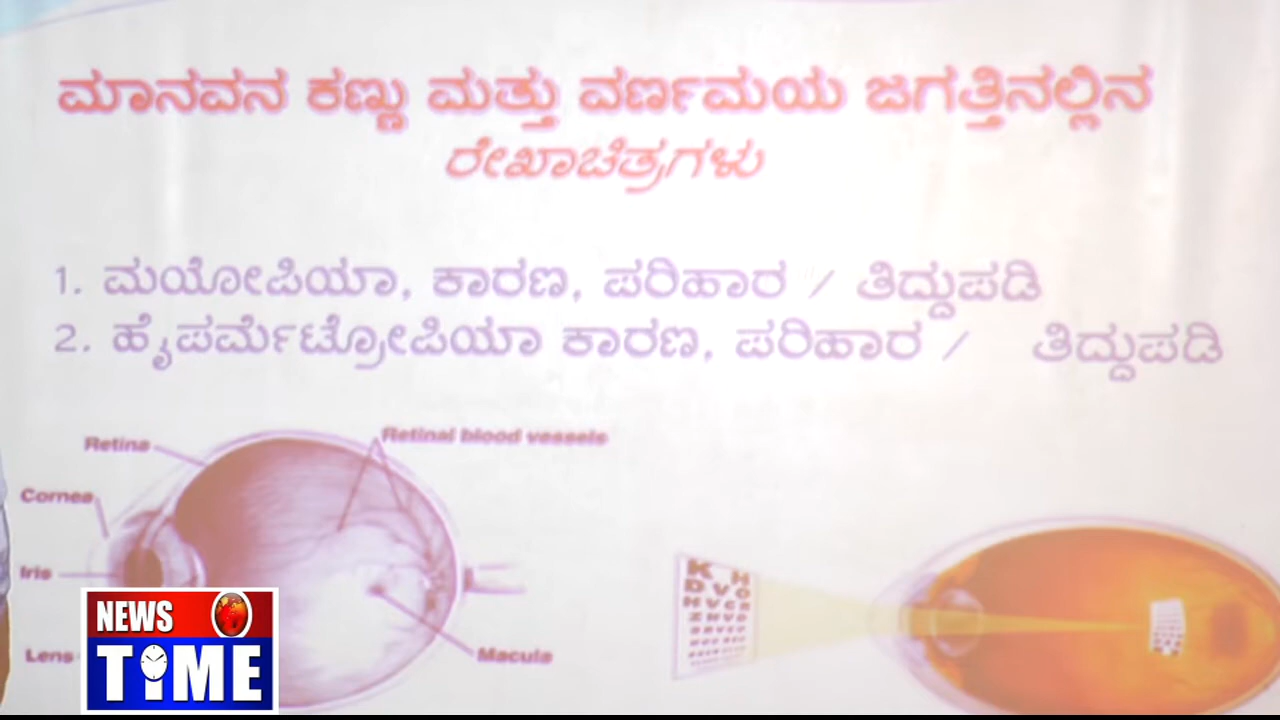 ಮಾನವನ ಕಣ್ಣು ಮತ್ತು ವರ್ಣಮಯ ಜಗತ್ತಿನಲ್ಲಿನ
ರೇಖಾಚಿತ್ರಗಳು
1. ಮಯೋಪಿಯಾ, ಕಾರಣ, ಪರಿಹಾರ / ತಿದ್ದುಪಡಿ
2. ಹೈಪರ್ಮೆಟ್ರೋಪಿಯಾ ಕಾರಣ, ಪರಿಹಾರ / ತಿದ್ದುಪಡಿ
Retina
Retinal blood vessels
Cornea
Iris
Lens
Macula
K H
D V O
NEWS
TIME